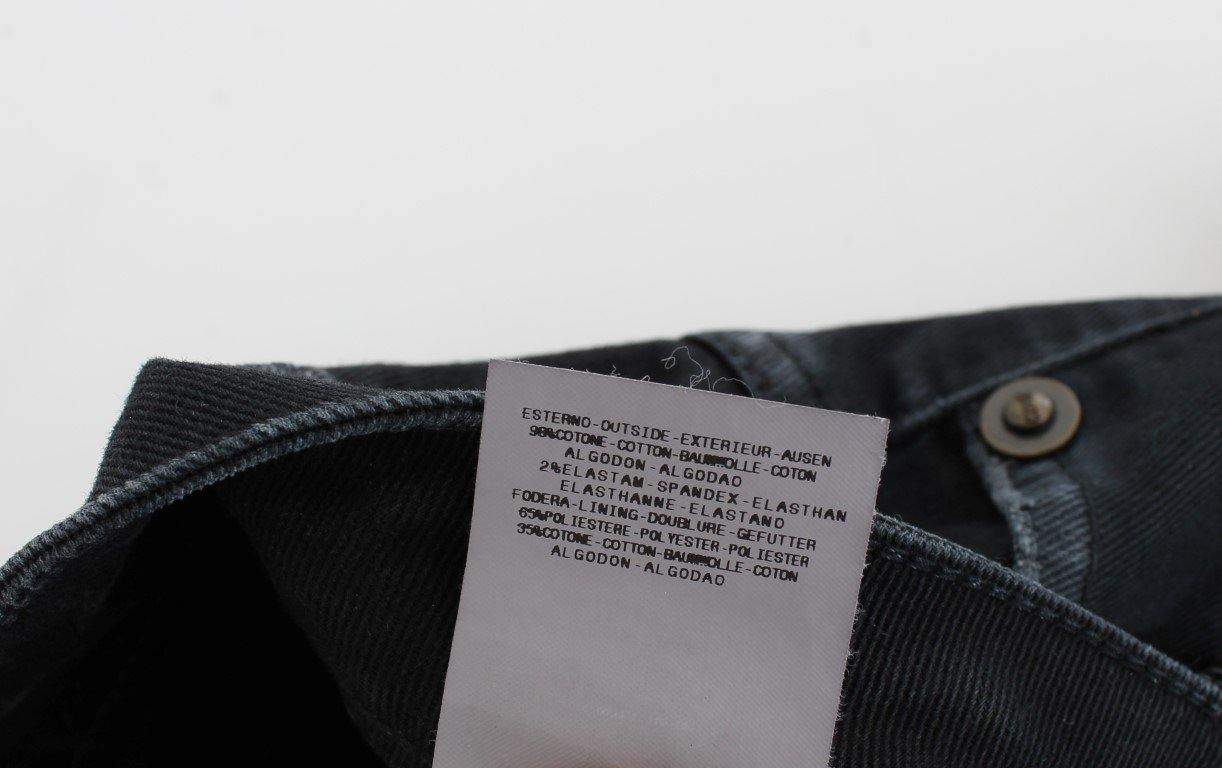 ESTERNO-OUTSIDE-EXTERIEUR-AUSEN
98%COTONE-COTTON-BAUMWOLLE-COTON
ALGODON-ALGODAO
2%ELASTAM-SPANDEX-ELASTHAN
ELASTHANNE-ELASTANO
FODERA-LINING-DOUBLURE-GEFUTTER
65%POLIESTERE-POLYESTER-POLIESTER
35%COTONE-COTTON-BAUMWOLLE-COTON
ALGODON-ALGODAO